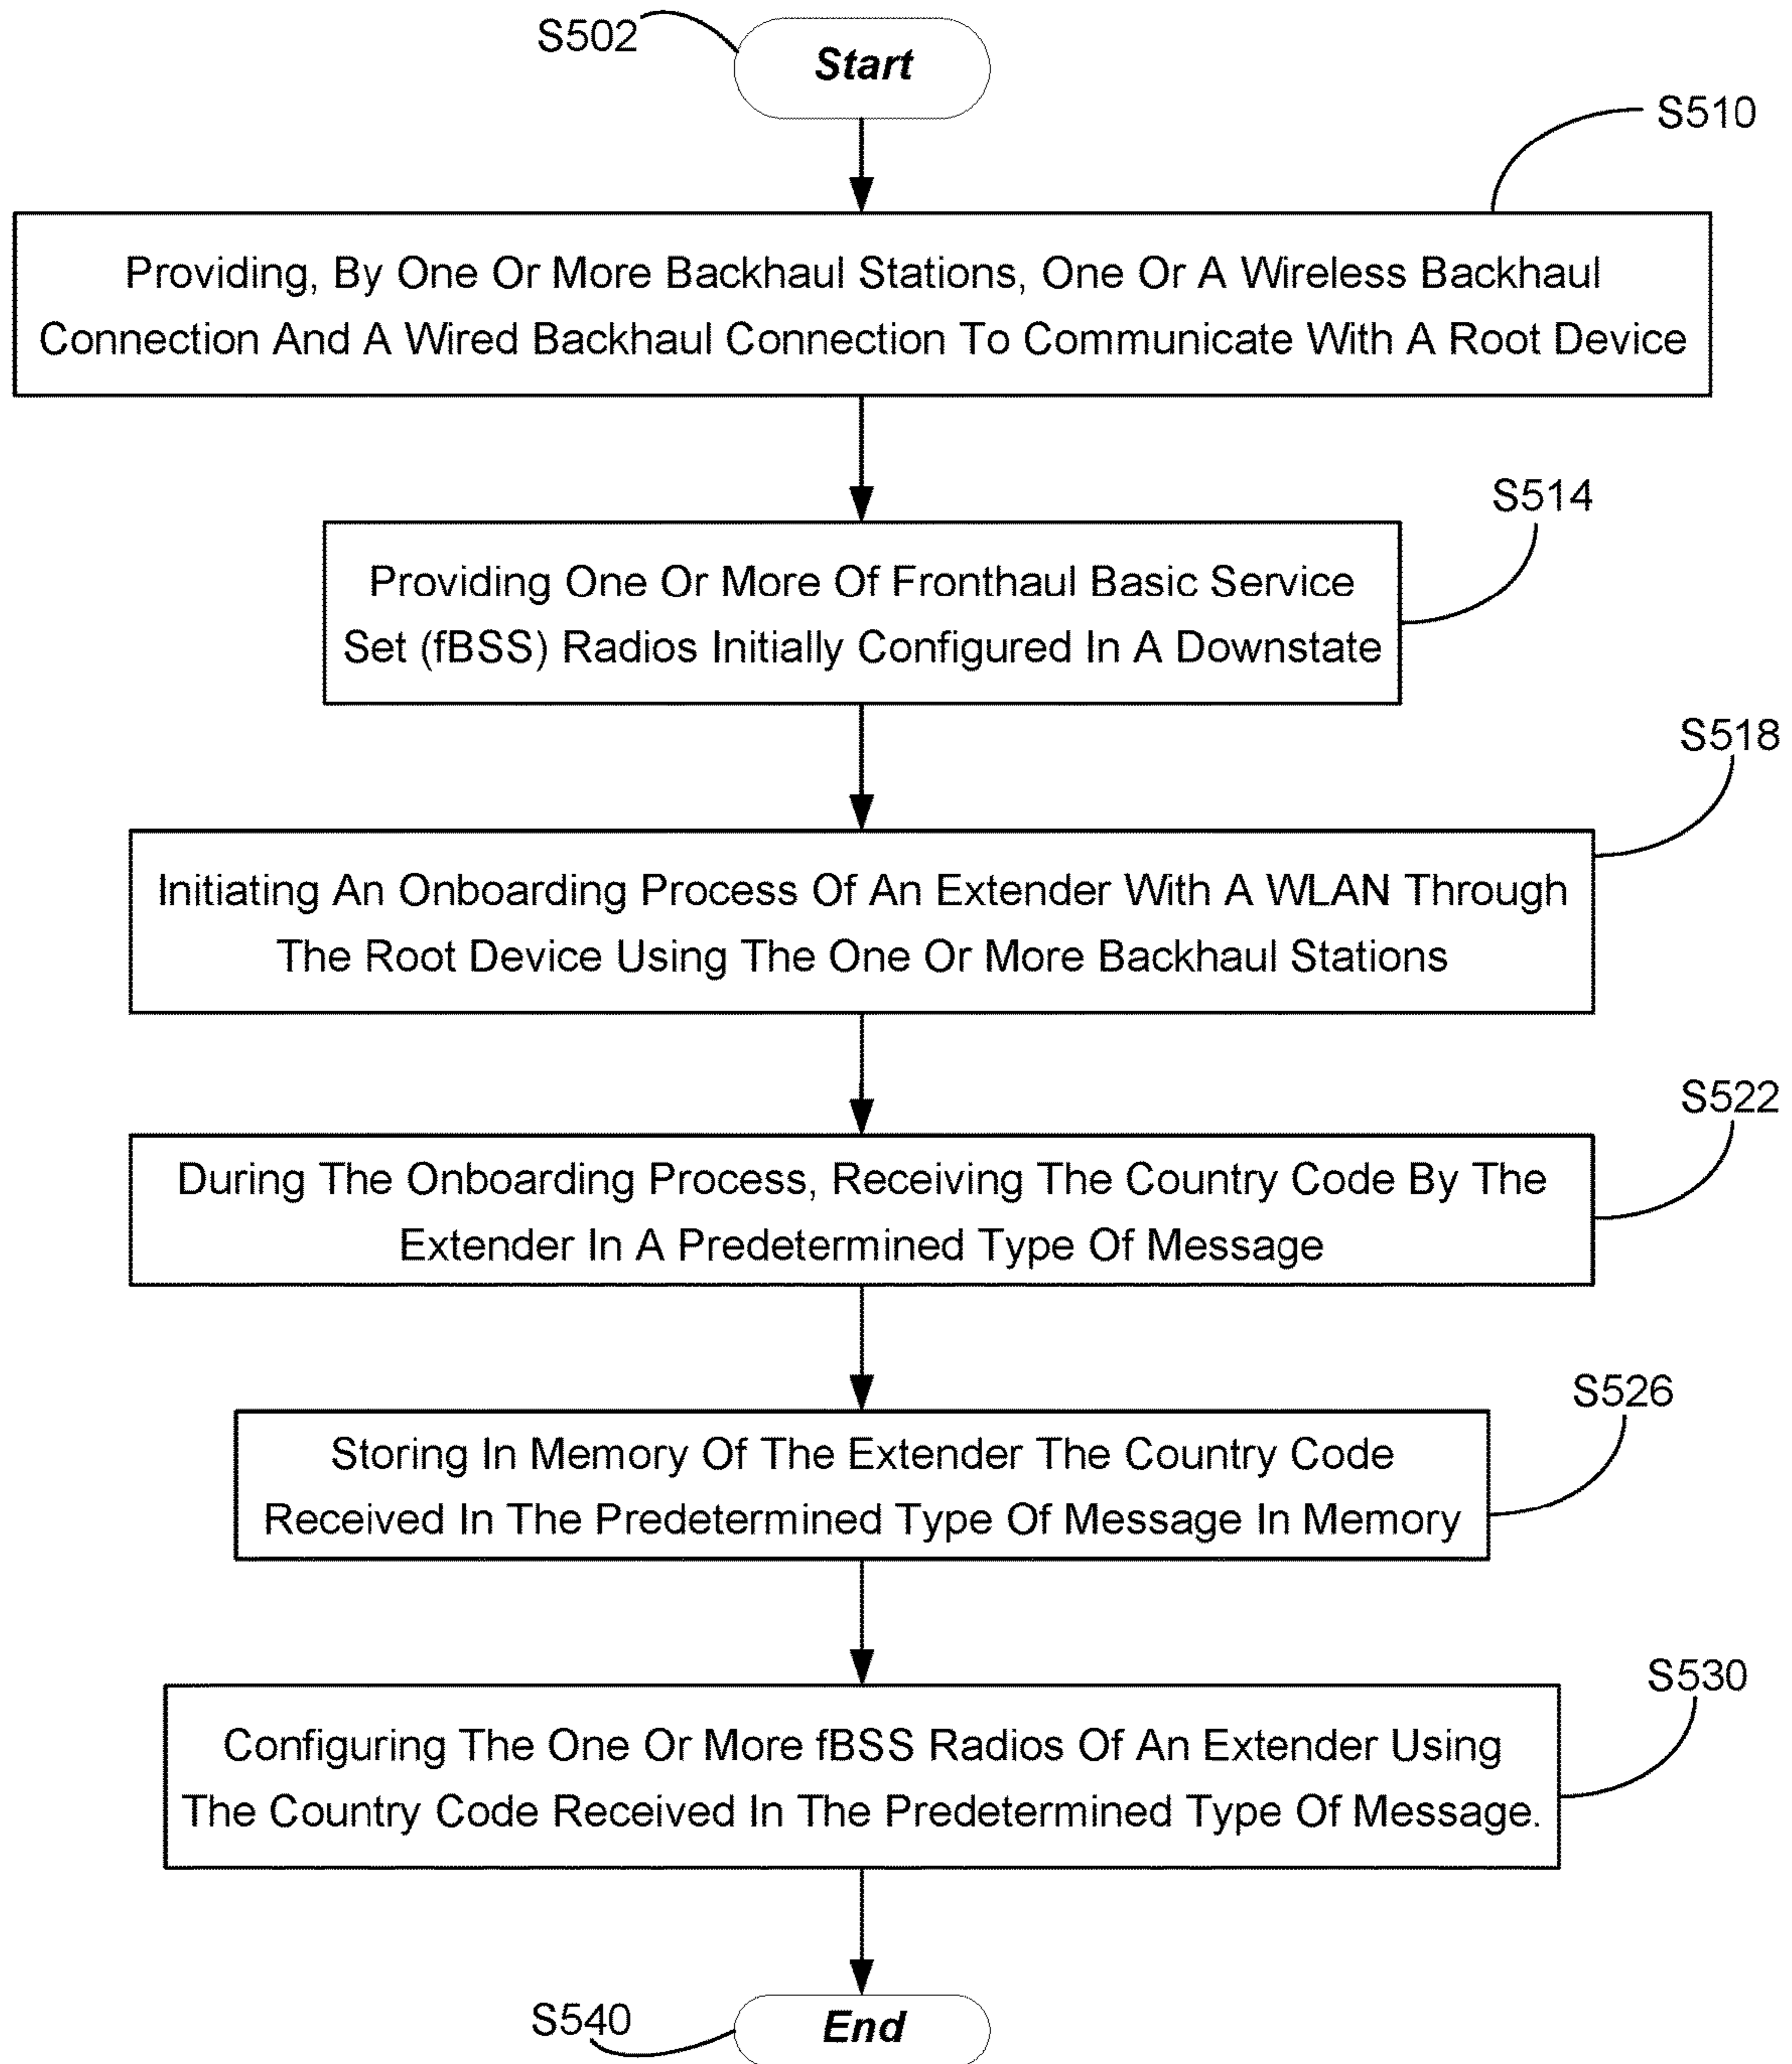 S502
Start
S510
Providing, By One Or More Backhaul Stations, One Or A Wireless Backhaul
Connection And A Wired Backhaul Connection To Communicate With A Root Device
S514
Providing One Or More Of Fronthaul Basic Service
Set (fBSS) Radios Initially Configured In A Downstate
S518
Initiating An Onboarding Process Of An Extender With A WLAN Through
The Root Device Using The One Or More Backhaul Stations
S522
During The Onboarding Process, Receiving The Country Code By The
Extender In A Predetermined Type Of Message
S526
Storing In Memory Of The Extender The Country Code
Received In The Predetermined Type Of Message In Memory
S530
Configuring The One Or More fBSS Radios Of An Extender Using
The Country Code Received In The Predetermined Type Of Message.
S540
End